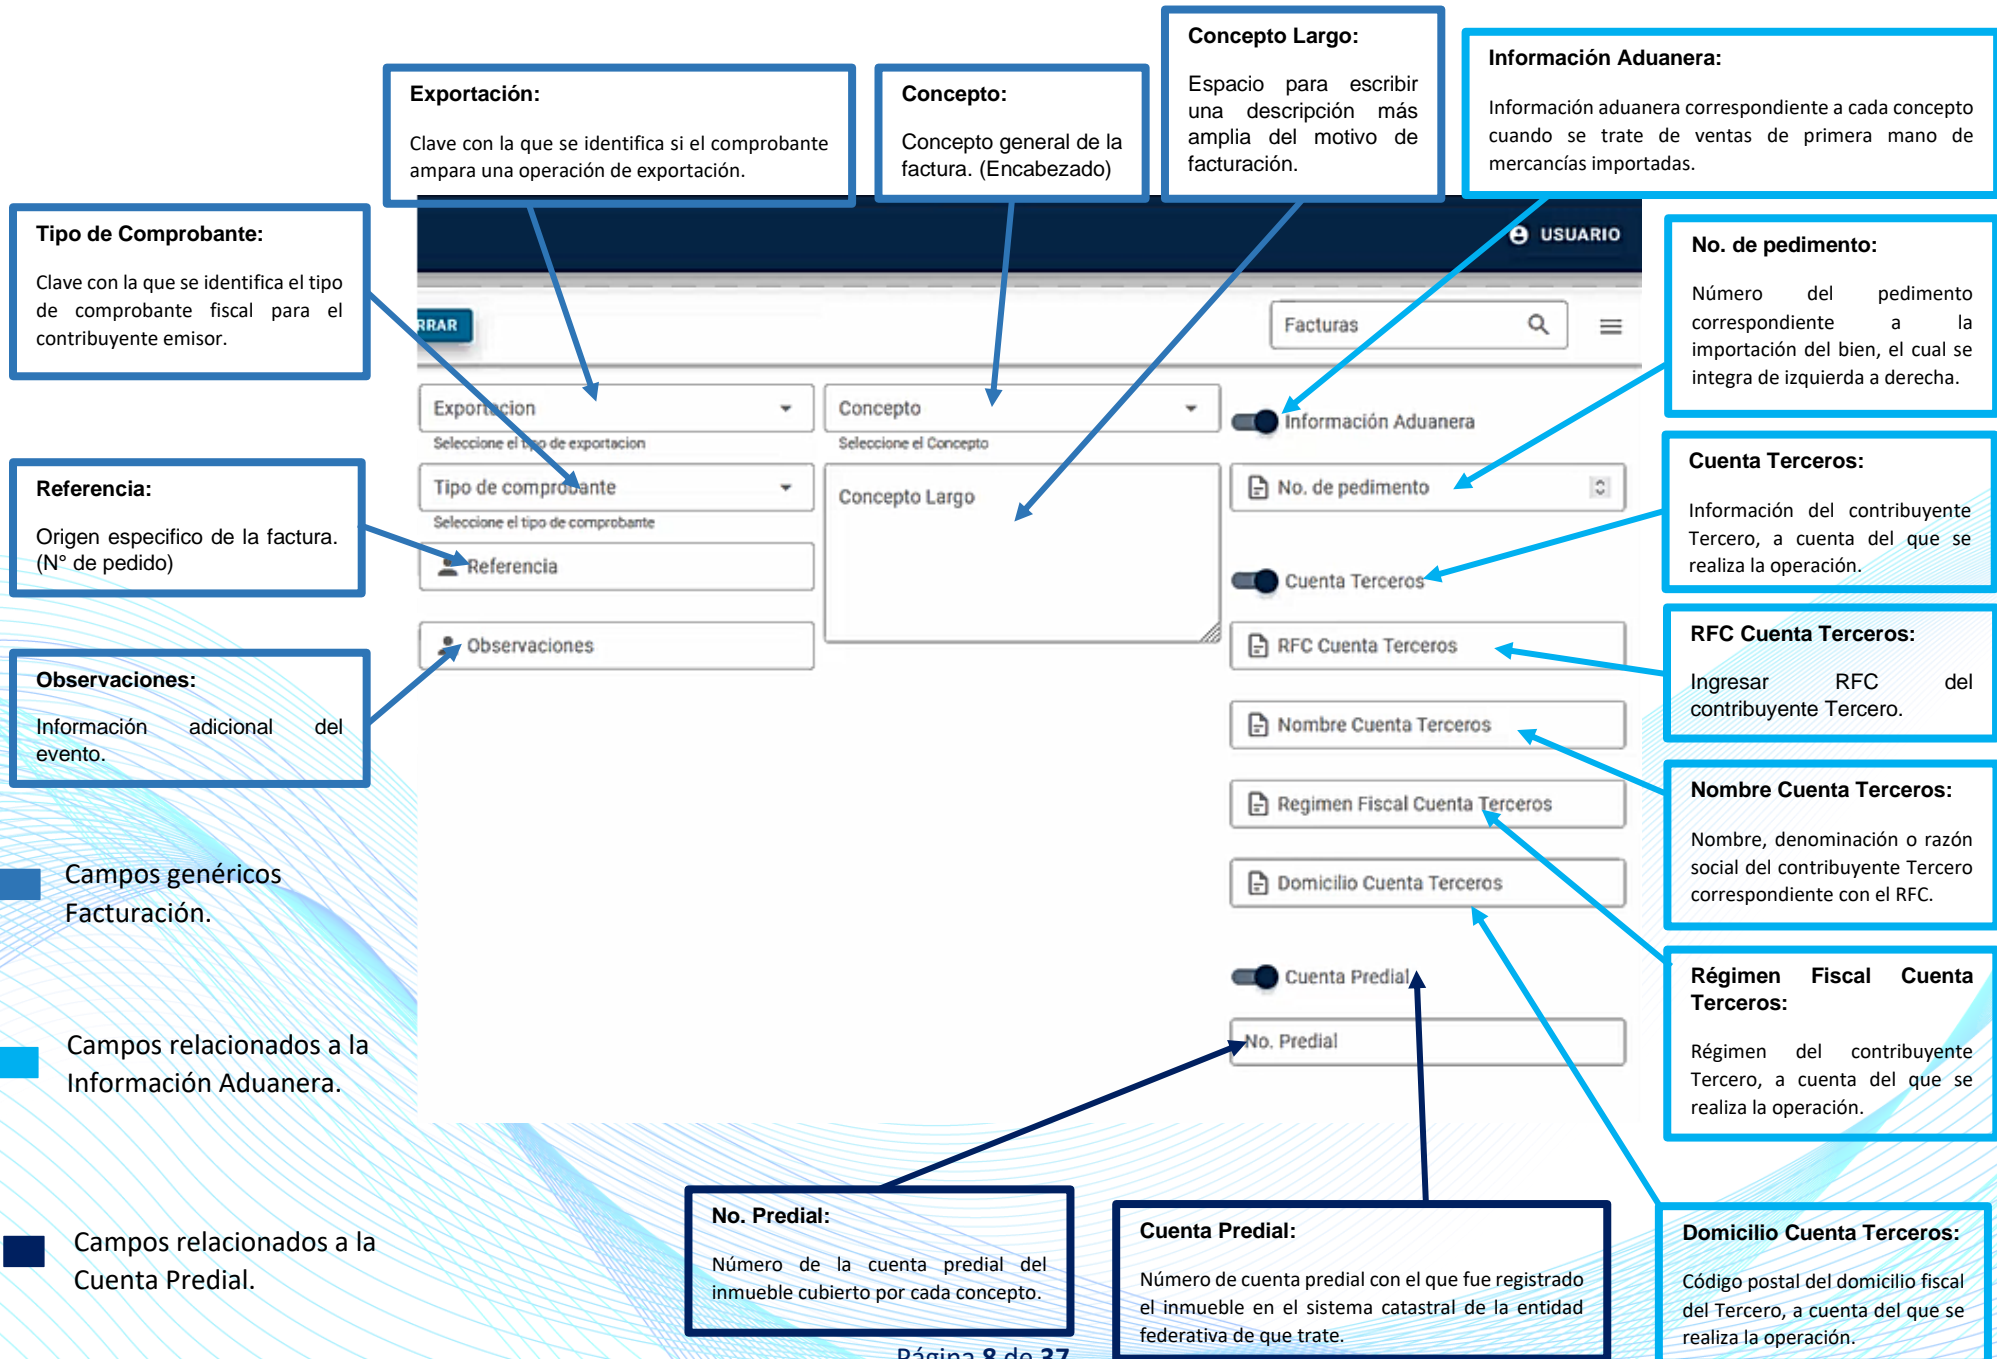 Concepto Largo:
Espacio para escribir
una descripción más
amplia del motivo de
facturación.
Información Aduanera:
Información aduanera correspondiente a cada concepto
cuando se trate de ventas de primera mano de
mercancías importadas.
Exportación:
Clave con la que se identifica si el comprobante
ampara una operación de exportación.
Concepto:
Concepto general de la
factura. (Encabezado)
Tipo de Comprobante:
Clave con la que se identifica el tipo
de comprobante fiscal para el
contribuyente emisor.
USUARIO
No. de pedimento:
Número del pedimento
correspondiente a la
importación del bien, el cual se
integra de izquierda a derecha.
RRAR
Facturas
Exportacion
Seleccione el tipo de exportacion
Concepto
Seleccione el Concepto
Información Aduanera
Tipo de comprobante
Seleccione el tipo de comprobante
Concepto Largo
No. de pedimento
Cuenta Terceros:
Información del contribuyente
Tercero, a cuenta del que se
realiza la operación.
Referencia:
Origen especifico de la factura.
(N° de pedido)
Referencia
Cuenta Terceros
Observaciones
RFC Cuenta Terceros
RFC Cuenta Terceros:
Ingresar RFC del
contribuyente Tercero.
Observaciones:
Información adicional del
evento.
Nombre Cuenta Terceros
Nombre Cuenta Terceros:
Nombre, denominación o razón
social del contribuyente Tercero
correspondiente con el RFC.
Regimen Fiscal Cuenta Terceros
Campos genéricos
Facturación.
Domicilio Cuenta Terceros
Régimen Fiscal Cuenta
Terceros:
Régimen del contribuyente
Tercero, a cuenta del que se
realiza la operación.
Cuenta Predial
No. Predial
Campos relacionados a la
Información Aduanera.
Campos relacionados a la
Cuenta Predial.
No. Predial:
Número de la cuenta predial del
inmueble cubierto por cada concepto.
Cuenta Predial:
Número de cuenta predial con el que fue registrado
el inmueble en el sistema catastral de la entidad
federativa de que trate.
Domicilio Cuenta Terceros:
Código postal del domicilio fiscal
del Tercero, a cuenta del que se
realiza la operación.
Página 8 de 37